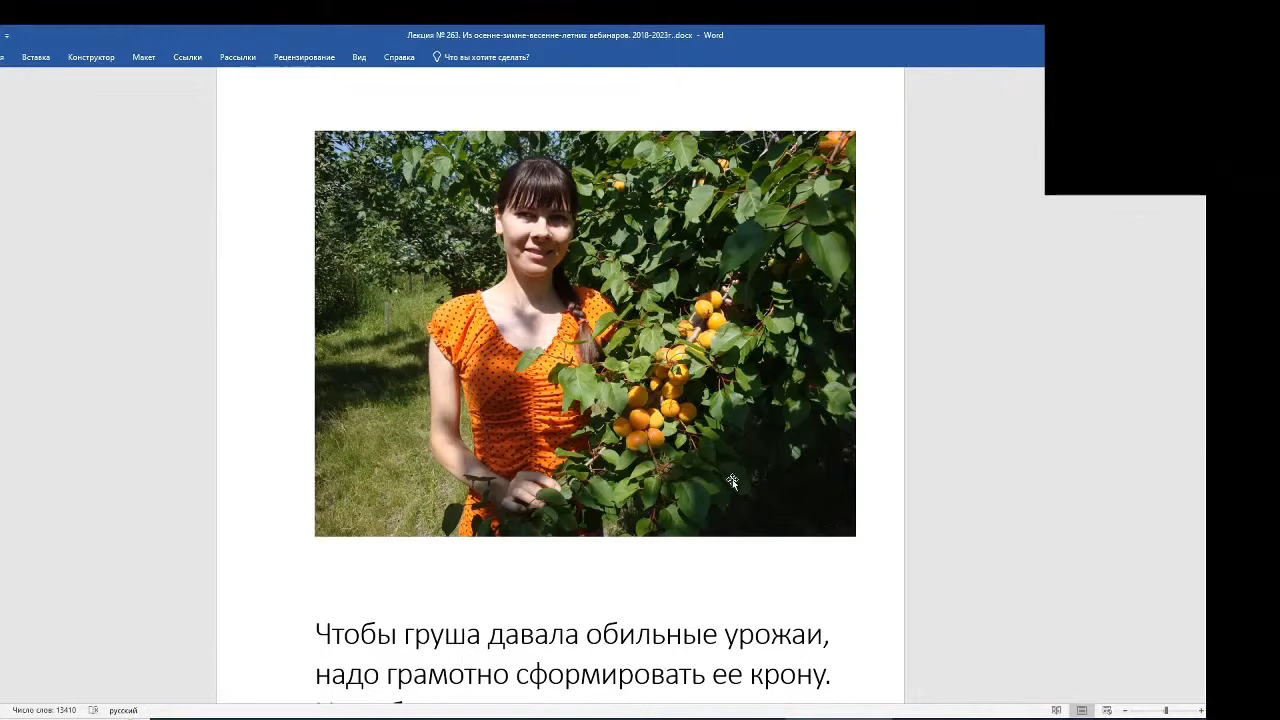 Лекция № 263. Из осенне-зимне-весенне-летних вебинаров. 2018-2023г..docx - Word
я Вставка Конструктор Макет Ссылки Рассылки Рецензирование Вид Справка Что вы хотите сделать?
Чтобы груша давала обильные урожаи,
надо грамотно сформировать ее крону.
Число слов: 13410 русский